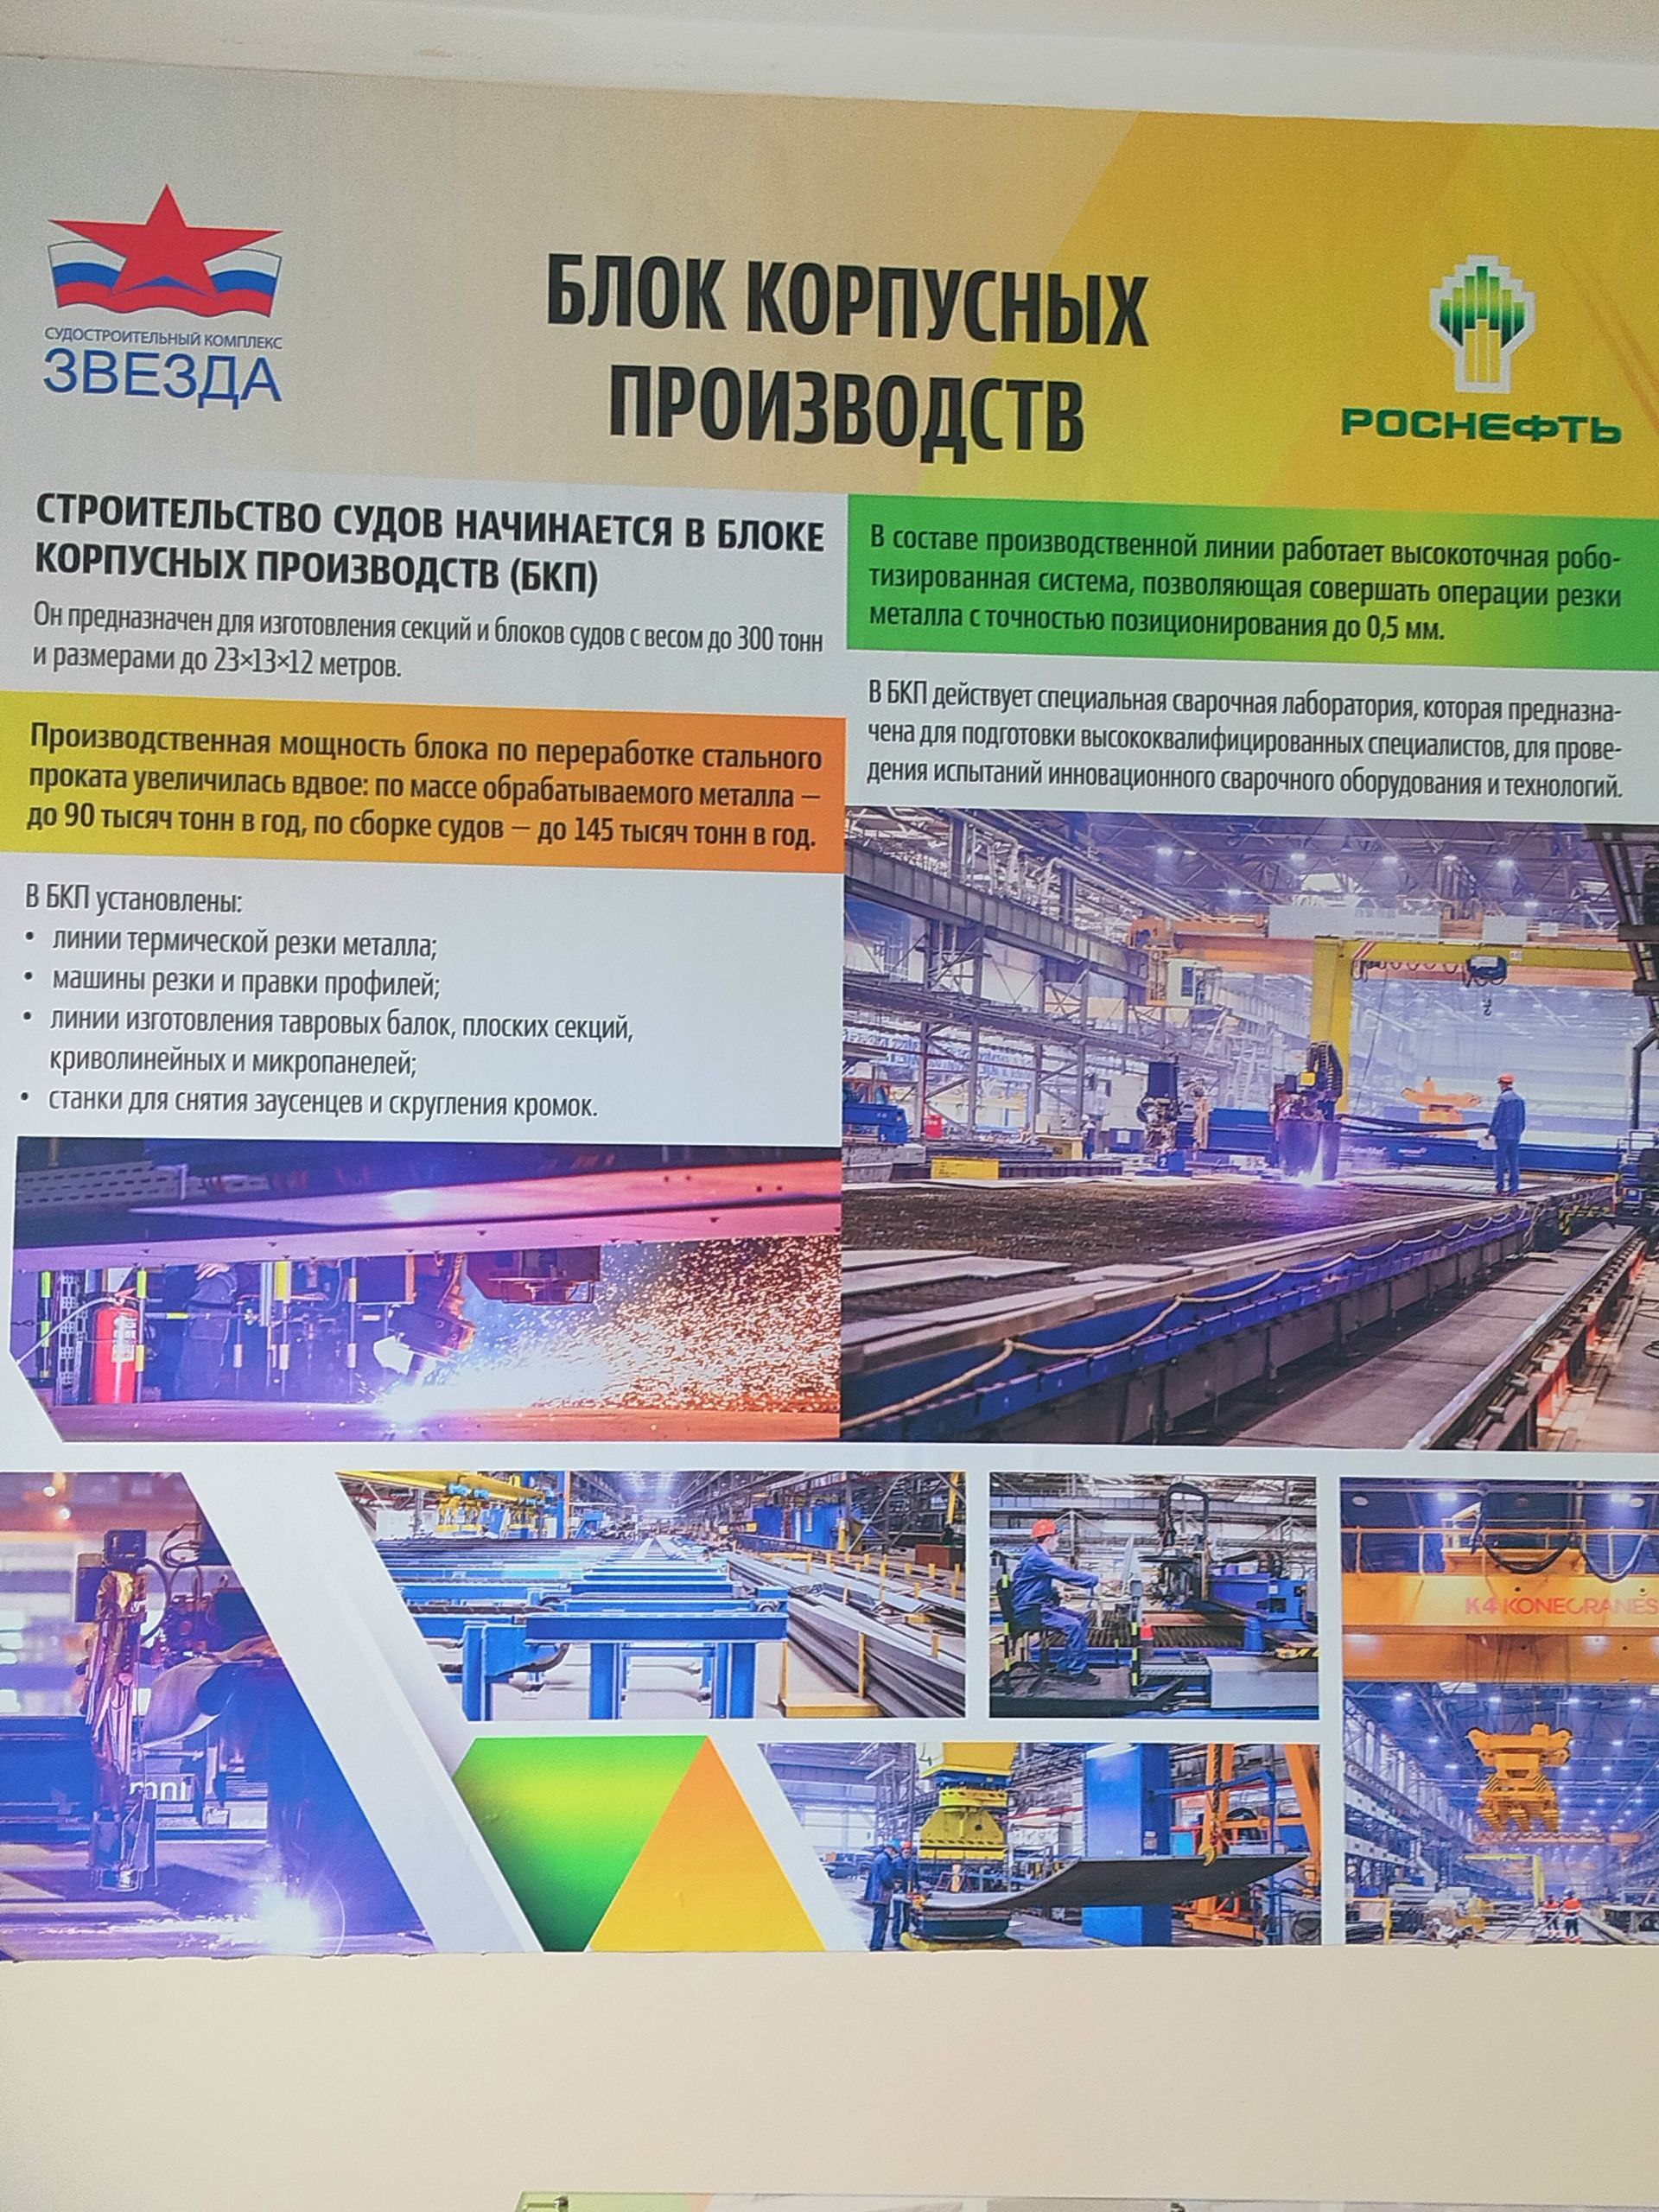 СУДОСТРОИТЕЛЬНЫЙ КОМПЛЕКС
ЗВЕЗДА
БЛОК КОРПУСНЫХ
ПРОИЗВОДСТВ
РОСНЕФТЬ
СТРОИТЕЛЬСТВО СУДОВ НАЧИНАЕТСЯ В БЛОКЕ
КОРПУСНЫХ ПРОИЗВОДСТВ (БКП)
Он предназначен для изготовления секций и блоков судов с весом до 300 тонн
и размерами до 23×13×12 метров.
Производственная мощность блока по переработке стального
проката увеличилась вдвое: по массе обрабатываемого металла —
до 90 тысяч тонн в год, по сборке судов — до 145 тысяч тонн в год.
В БКП установлены:
• линии термической резки металла;
• машины резки и правки профилей;
• линии изготовления тавровых балок, плоских секций,
криволинейных и микропанелей;
• станки для снятия заусенцев и скругления кромок.
В составе производственной линии работает высокоточная робо-
тизированная система, позволяющая совершать операции резки
металла с точностью позиционирования до 0,5 мм.
В БКП действует специальная сварочная лаборатория, которая предназна-
чена для подготовки высококвалифицированных специалистов, для прове-
дения испытаний инновационного сварочного оборудования и технологий.
K4 KONECRANES
mni